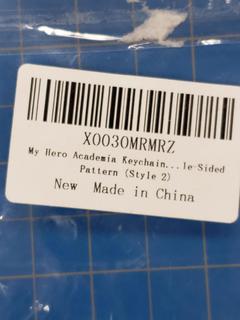 X0030MRMRZ
My Hero Academia Keychain...le-Sided
Pattern (Style 2)
New Made in China